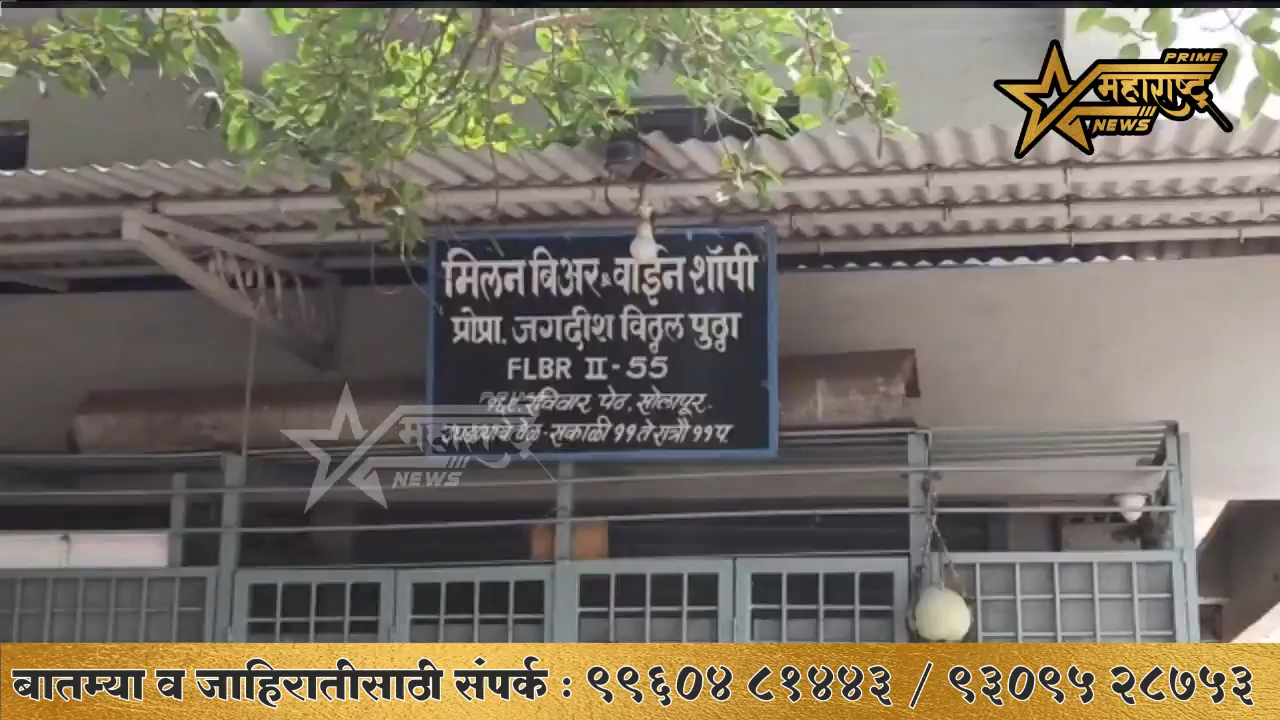 PRIME
महाराष्ट्र
NEWS
मिलन बिअर & वाईन शॉपी
प्रोप्रा. जगदीश विठ्ठल पुठ्ठा
FLBR II - 55
रविवार पेठ, सोलापूर.
वेळ - सकाळी ११ ते रात्रौ ११ प.
महाराष्ट्र
NEWS
बातम्या व जाहिरातीसाठी संपर्क : ९९६०४ ८१४४३ / ९३०९५ २८७५३